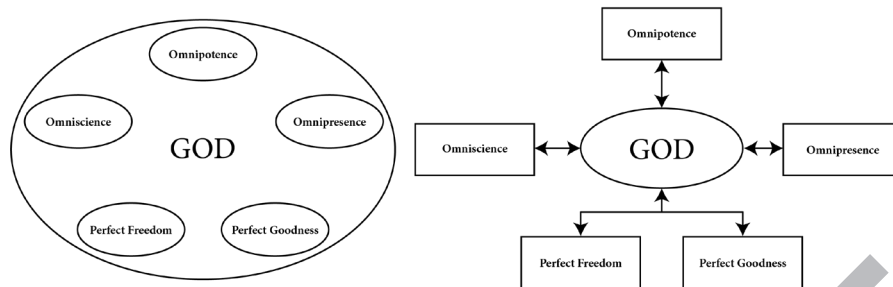 Omnipotence
Omniscience
Omnipresence
GOD
Perfect Freedom
Perfect Goodness
Omnipotence
Omniscience
GOD
Omnipresence
Perfect Freedom
Perfect Goodness